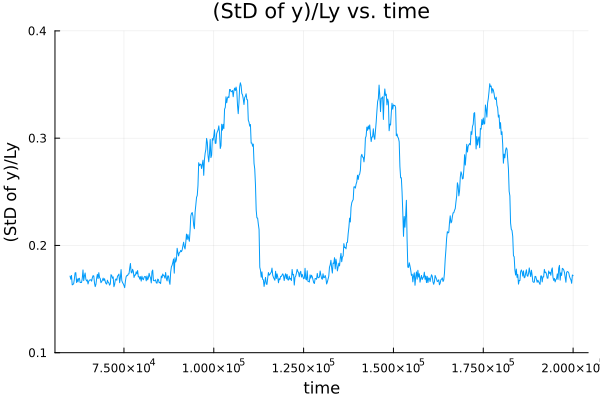 (StD of y)/Ly vs. time
(StD of y)/Ly
0.4
0.3
0.2
0.1
7.500×10⁴ 1.000×10⁵ 1.250×10⁵ 1.500×10⁵ 1.750×10⁵ 2.000×10
time